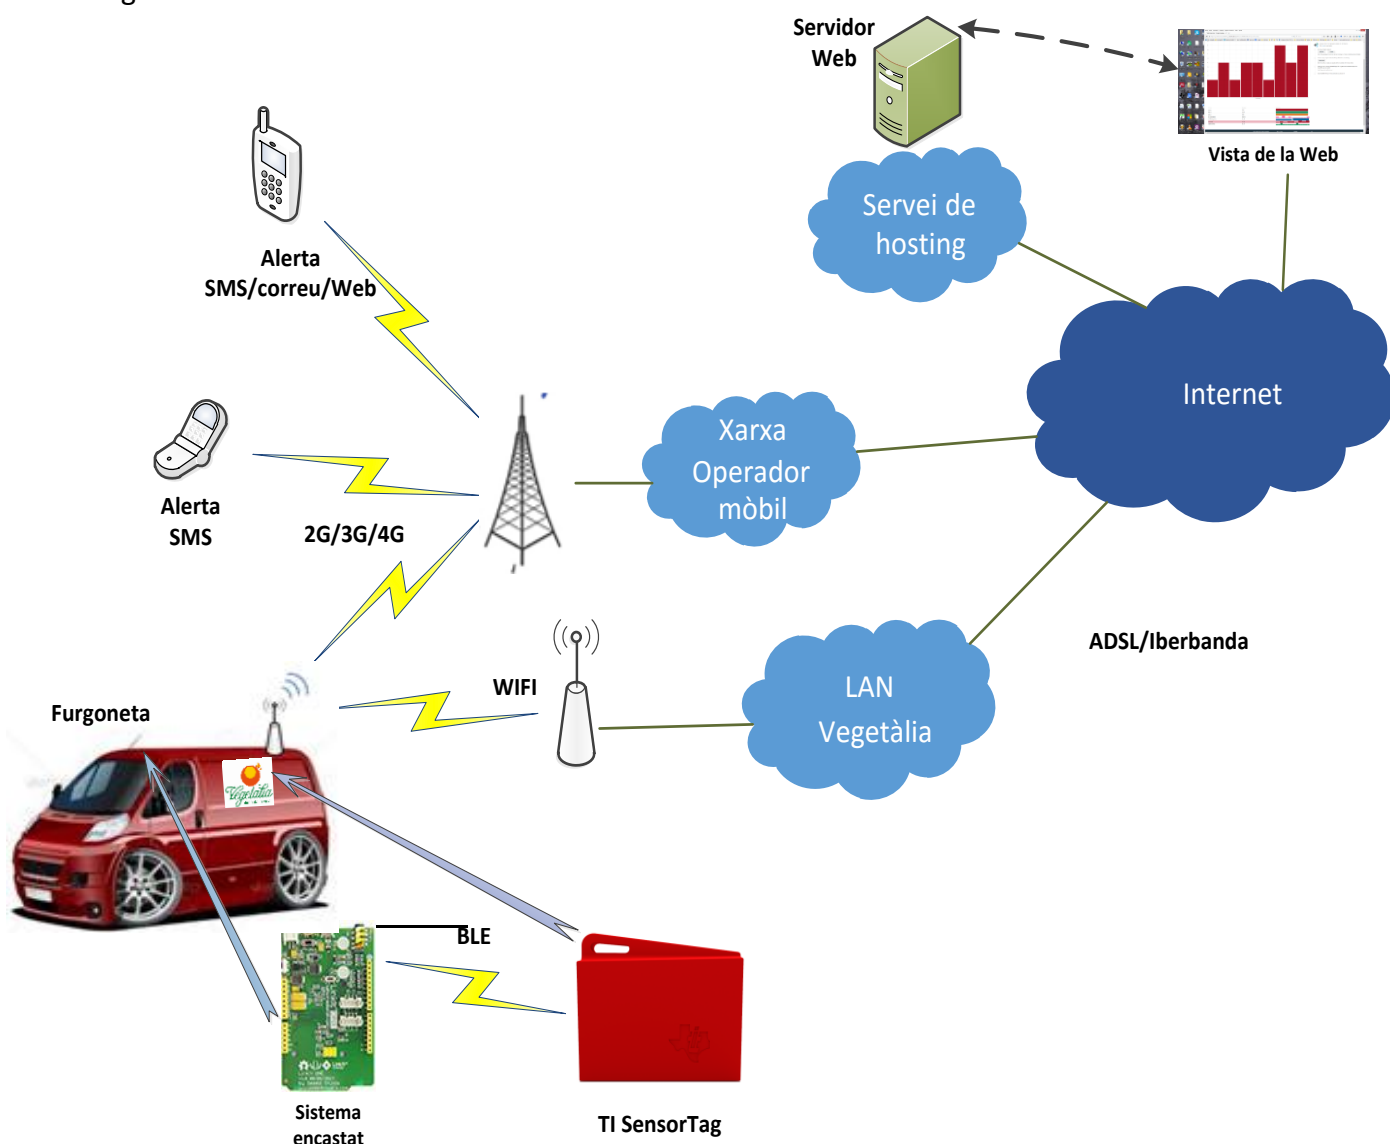 Servidor
Web
Vista de la Web
Servei de
hosting
Alerta
SMS/correu/Web
Internet
Xarxa
Operador
mòbil
Alerta
SMS
2G/3G/4G
ADSL/Iberbanda
WIFI
LAN
Vegetàlia
Furgoneta
Vegetalia
BLE
Sistema
encastat
TI SensorTag